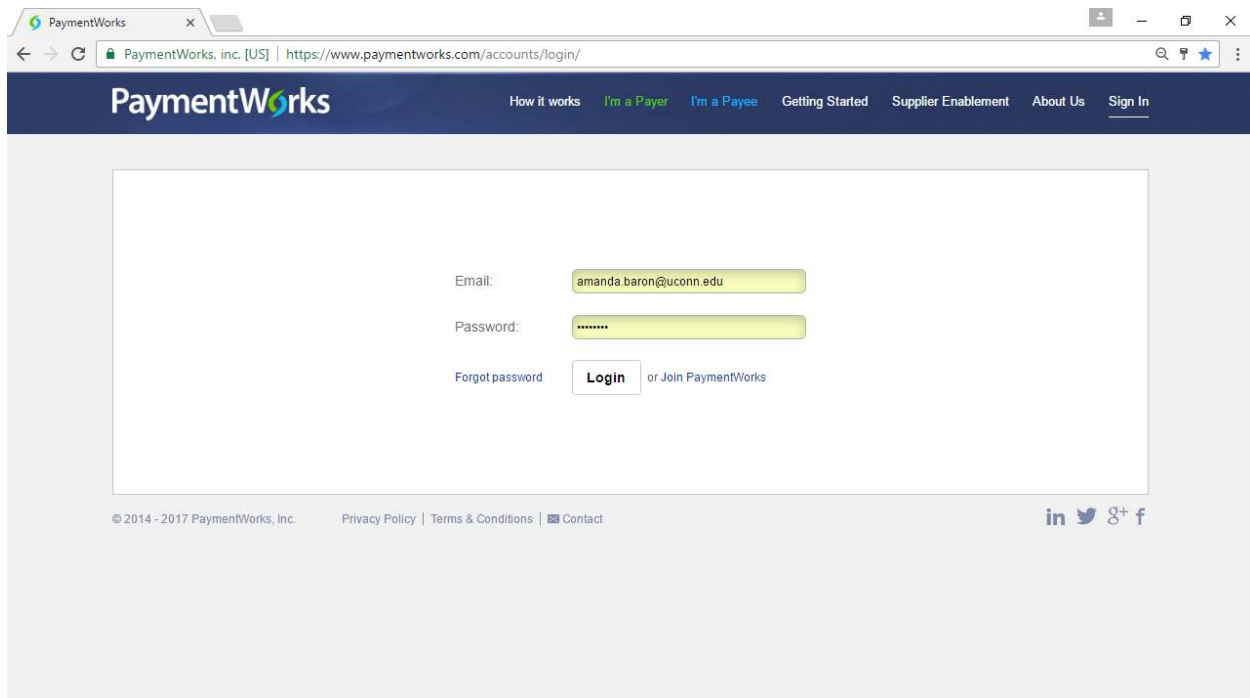 PaymentWorks
PaymentWorks, inc. [US] | https://www.paymentworks.com/accounts/login/
PaymentWorks How it works I'm a Payer I'm a Payee Getting Started Supplier Enablement About Us Sign In
Email: amanda.baron@uconn.edu
Password: ••••••••
Forgot password Login or Join PaymentWorks
© 2014 - 2017 PaymentWorks, Inc. Privacy Policy | Terms & Conditions | Contact
in g+ f